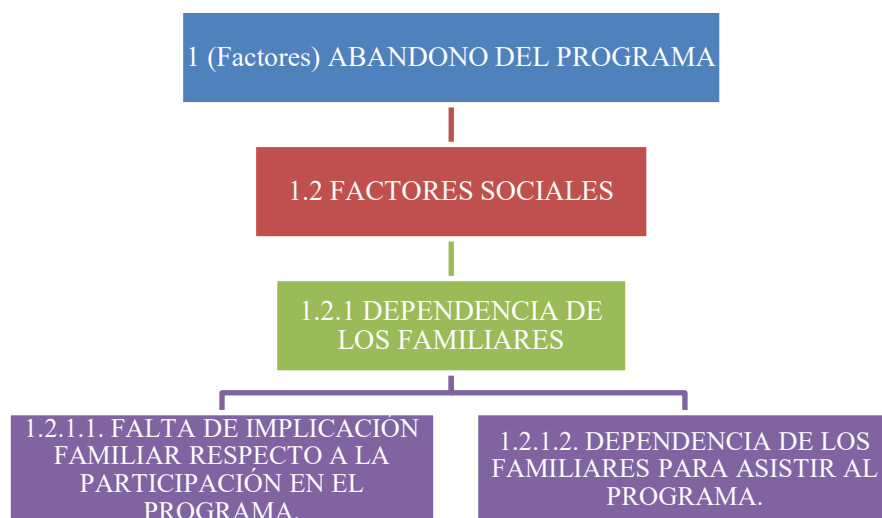 1 (Factores) ABANDONO DEL PROGRAMA
1.2 FACTORES SOCIALES
1.2.1 DEPENDENCIA DE
LOS FAMILIARES
1.2.1.1. FALTA DE IMPLICACIÓN
FAMILIAR RESPECTO A LA
PARTICIPACIÓN EN EL
PROGRAMA.
1.2.1.2. DEPENDENCIA DE LOS
FAMILIARES PARA ASISTIR AL
PROGRAMA.